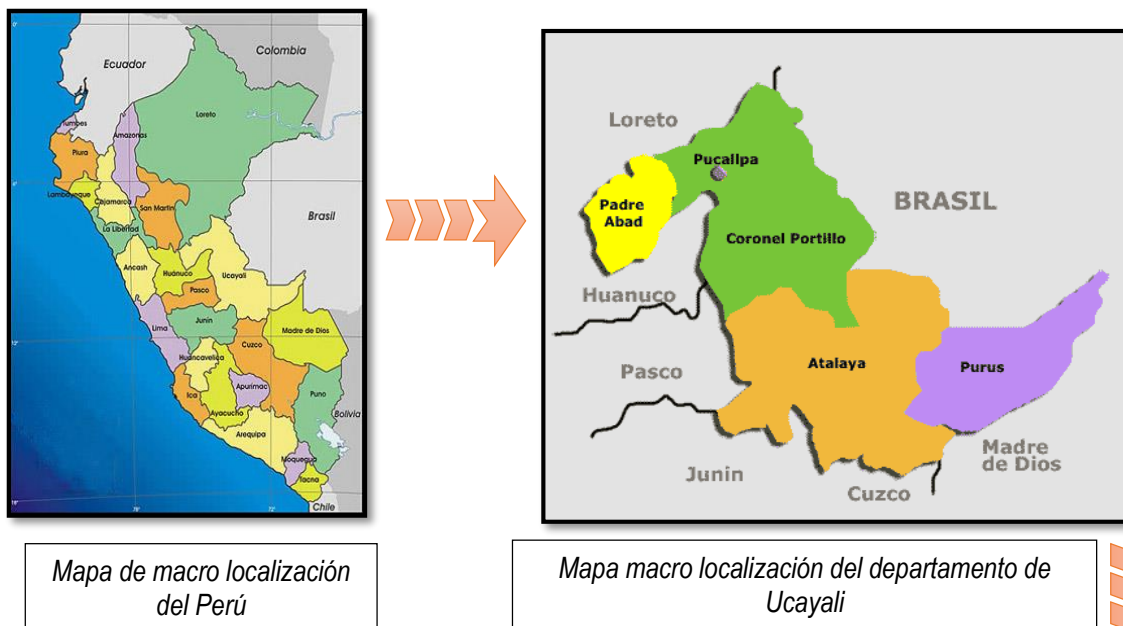 Colombia
Ecuador
Loreto
Tumbes
Amazonas
Piura
Lambayeque
Cajamarca
San Martín
Brasil
La Libertad
Ancash
Huánuco
Ucayali
Pasco
Lima
Junín
Madre de Dios
Cuzco
Huancavelica
Ica
Apurimac
Ayacucho
Puno
Bolivia
Arequipa
Moquegua
Tacna
Chile
Mapa de macro localización
del Perú
Loreto
Pucallpa
Padre
Abad
BRASIL
Coronel Portillo
Huanuco
Pasco
Atalaya
Purus
Madre
de Dios
Junin
Cuzco
Mapa macro localización del departamento de
Ucayali